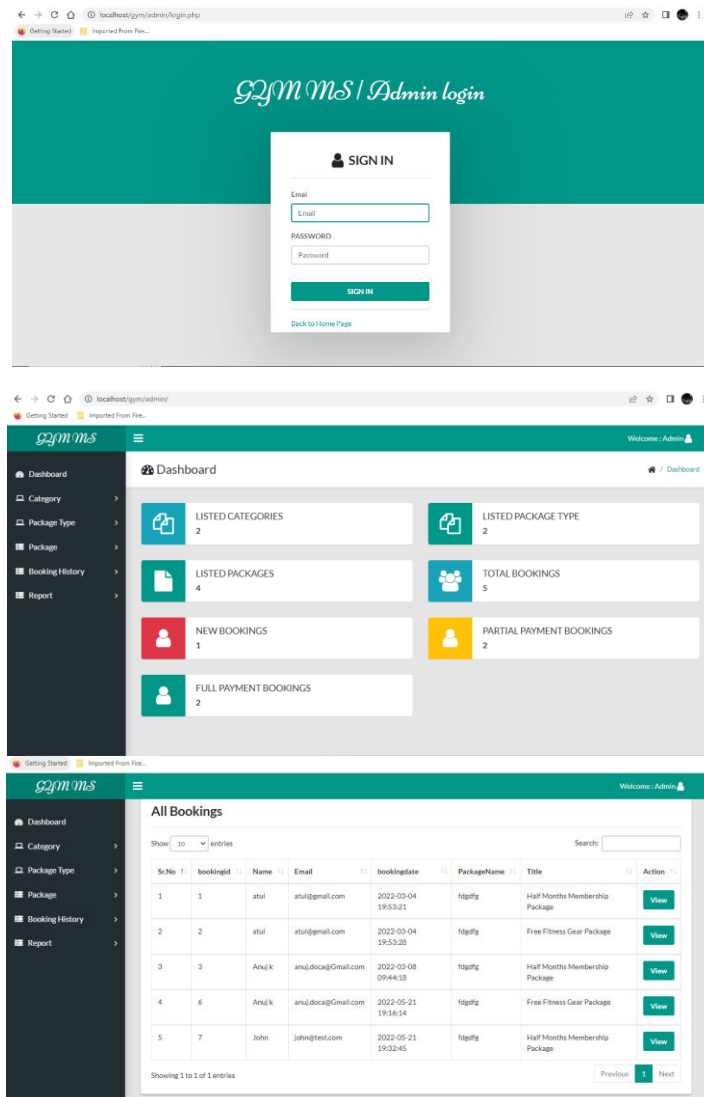 localhost/gym/admin/login.php
Getting Started Imported From Fire...
GYM MS | Admin login
SIGN IN
Emai
Email
PASSWORD
Password
SIGN IN
Back to Home Page
localhost/gym/admin/
Getting Started Imported From Fire...
GYM MS Welcome : Admin
Dashboard
Dashboard / Dashboard
Category
Package Type
Package
Booking History
Report
LISTED CATEGORIES
2
LISTED PACKAGE TYPE
2
LISTED PACKAGES
4
TOTAL BOOKINGS
5
NEW BOOKINGS
1
PARTIAL PAYMENT BOOKINGS
2
FULL PAYMENT BOOKINGS
2
Getting Started Imported From Fire...
GYM MS Welcome : Admin
Dashboard
Category
Package Type
Package
Booking History
Report
All Bookings
Show 10 entries Search:
Sr.No bookingid Name Email bookingdate PackageName Title Action
1 1 atul atul@gmail.com 2022-03-04 fdgdfg Half Months Membership View
19:53:21 Package
2 2 atul atul@gmail.com 2022-03-04 fdgdfg Free Fitness Gear Package View
19:53:28
3 3 Anuj k anuj.doca@Gmail.com 2022-03-08 fdgdfg Half Months Membership View
09:44:18 Package
4 6 Anuj k anuj.doca@Gmail.com 2022-05-21 fdgdfg Free Fitness Gear Package View
19:16:14
5 7 John john@test.com 2022-05-21 fdgdfg Half Months Membership View
19:32:45 Package
Showing 1 to 1 of 1 entries Previous 1 Next